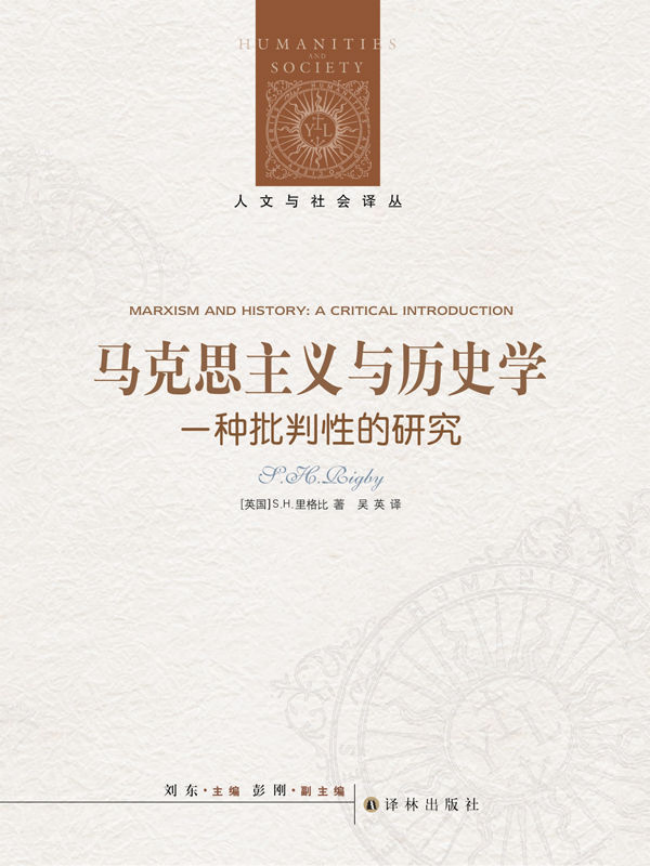 HUMANITIES
AND
SOCIETY
YL
人文与社会译丛
MARXISM AND HISTORY: A CRITICAL INTRODUCTION
马克思主义与历史学
一种批判性的研究
S.H.Rigby
[英国]S.H.里格比 著 吴英 译
刘东·主编 彭刚·副主编
译林出版社